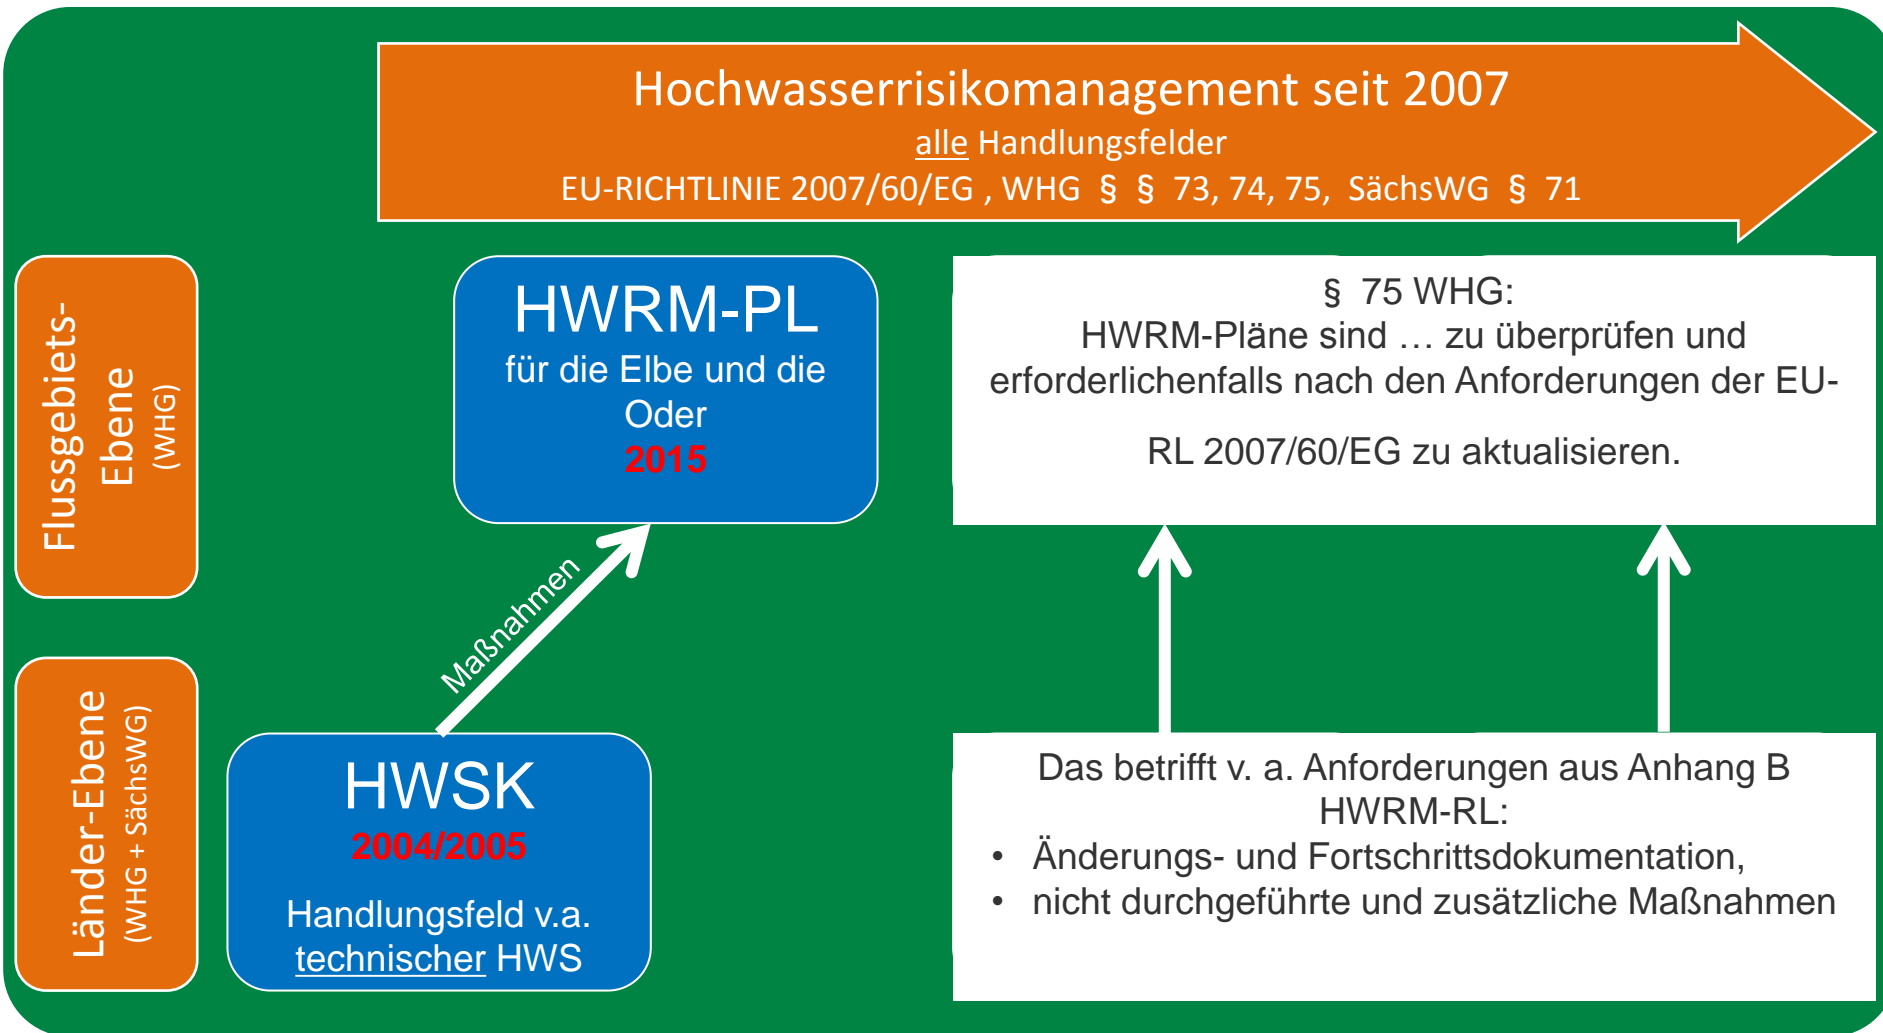 Hochwasserrisikomanagement seit 2007
alle Handlungsfelder
EU-RICHTLINIE 2007/60/EG , WHG § § 73, 74, 75, SächsWG § 71
Flussgebiets-
Ebene
(WHG)
HWRM-PL
für die Elbe und die
Oder
2015
§ 75 WHG:
HWRM-Pläne sind … zu überprüfen und
erforderlichenfalls nach den Anforderungen der EU-
RL 2007/60/EG zu aktualisieren.
Maßnahmen
Länder-Ebene
(WHG + SächsWG)
HWSK
2004/2005
Handlungsfeld v.a.
technischer HWS
Das betrifft v. a. Anforderungen aus Anhang B
HWRM-RL:
• Änderungs- und Fortschrittsdokumentation,
• nicht durchgeführte und zusätzliche Maßnahmen